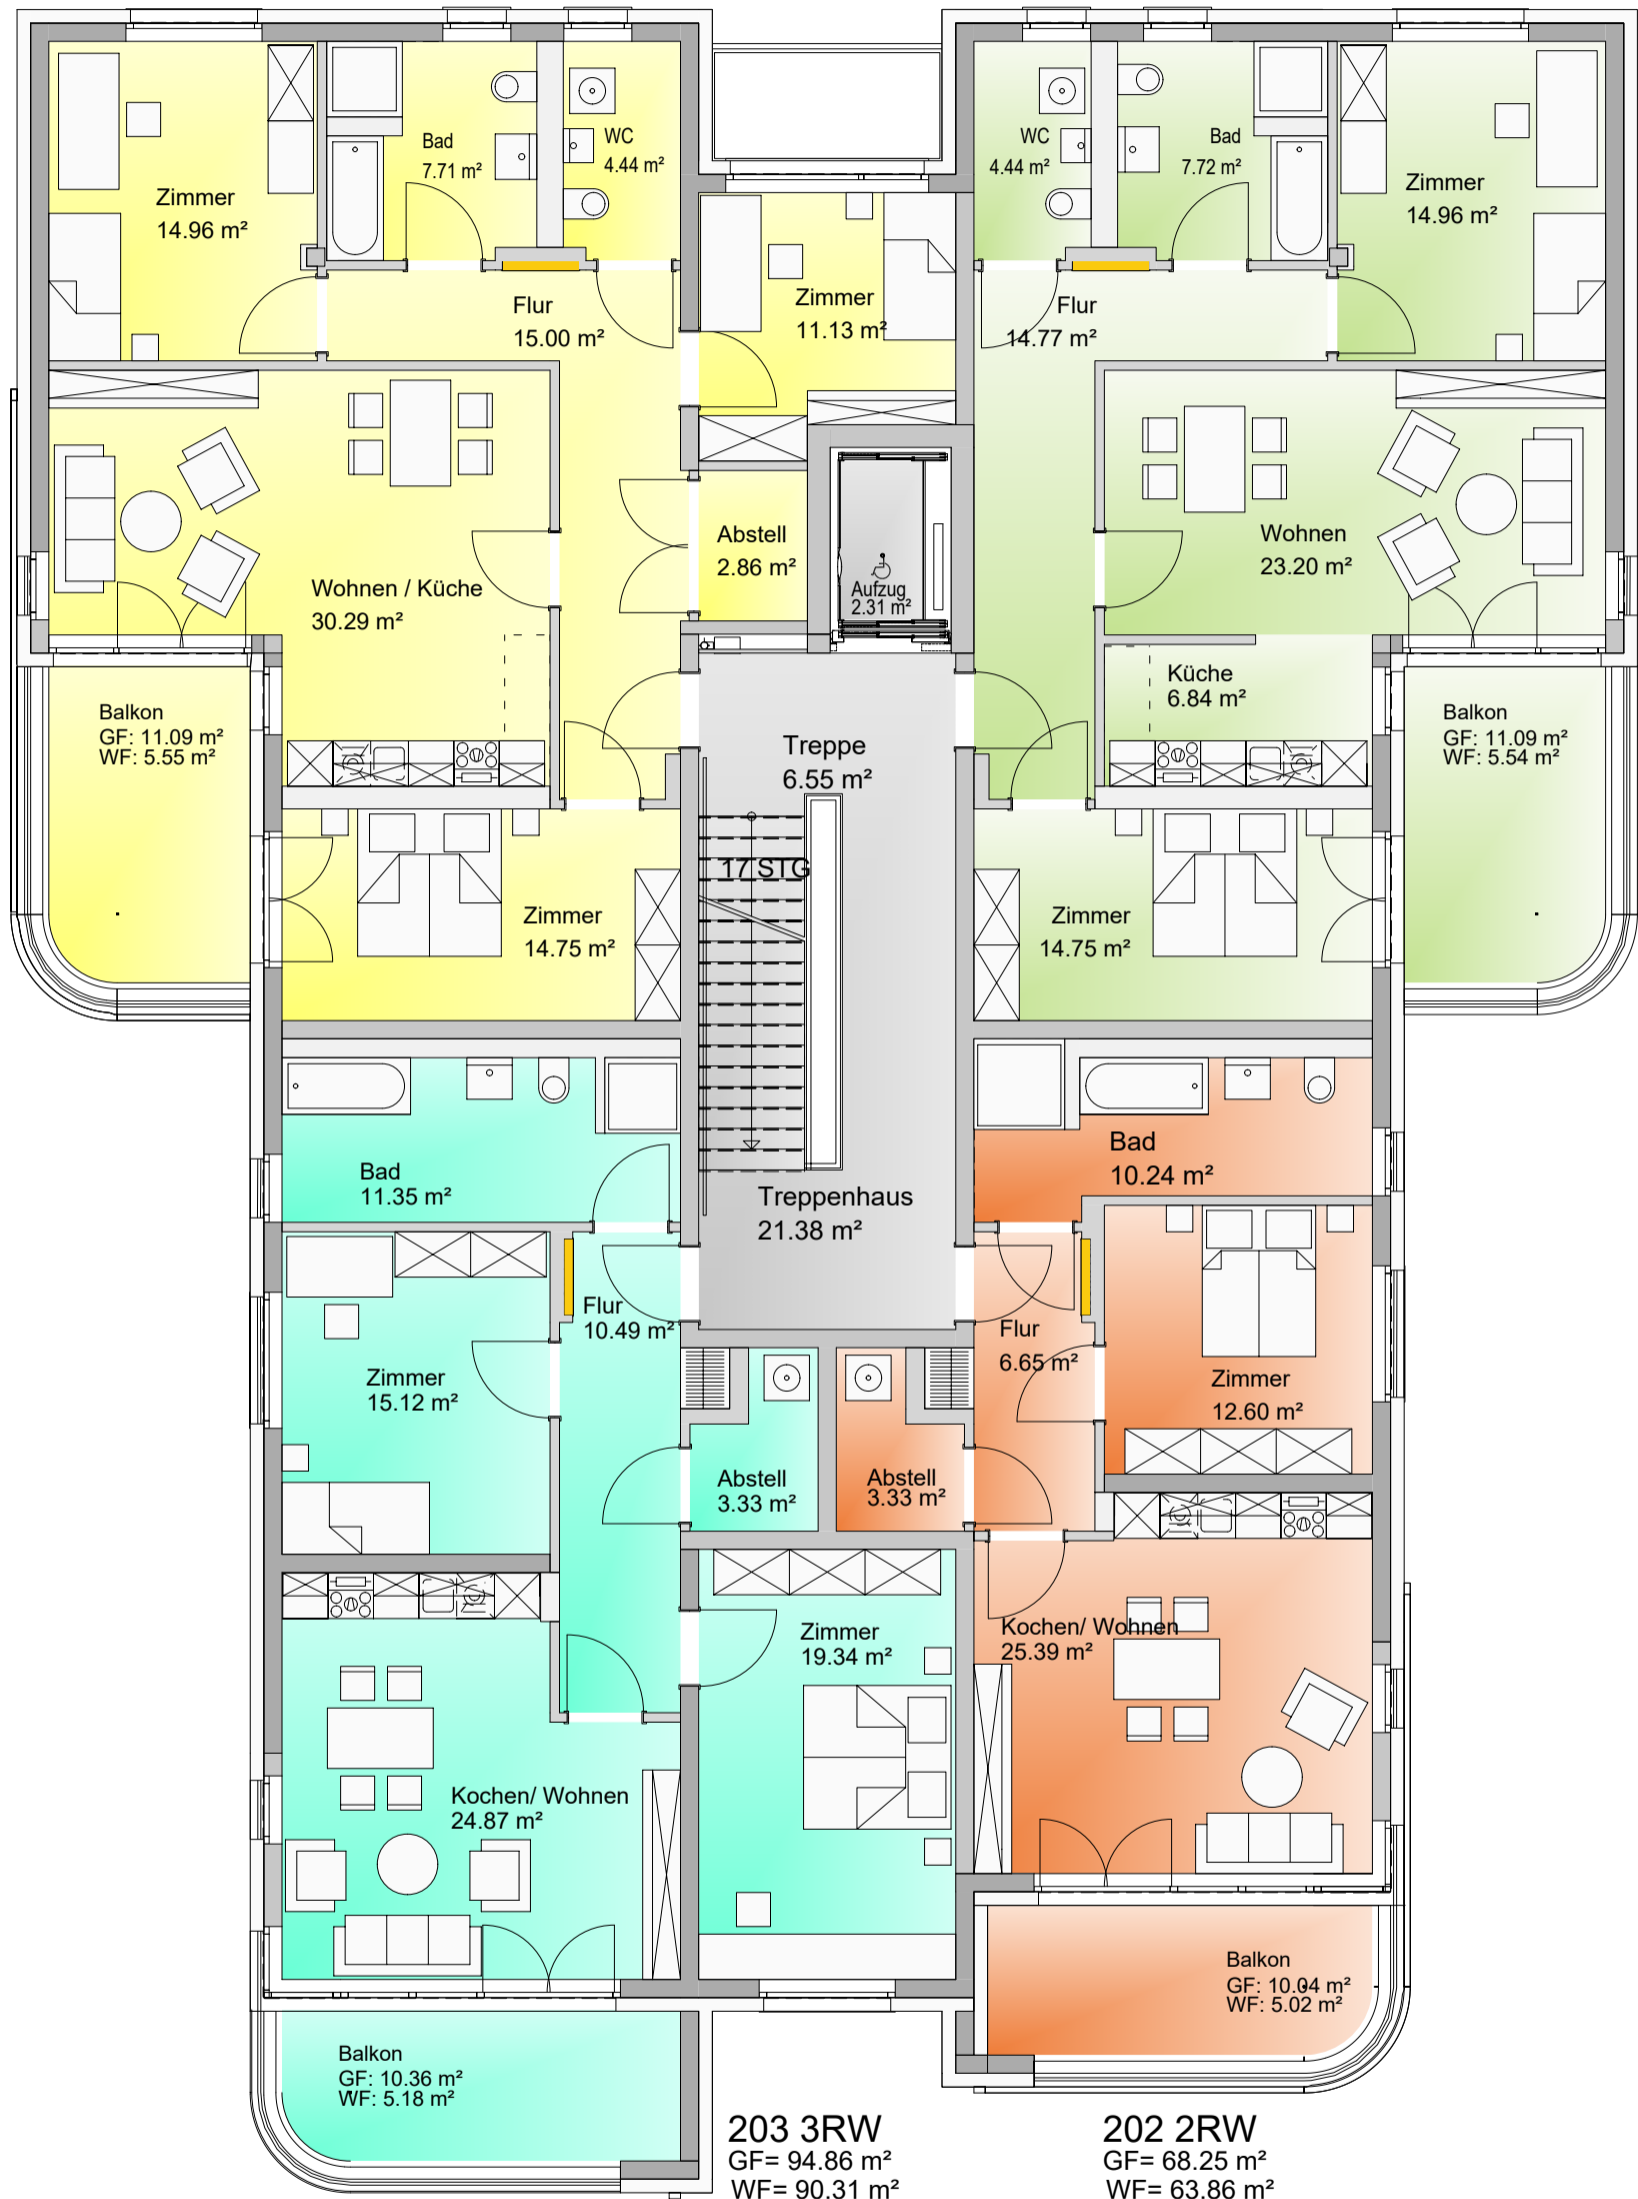 Zimmer
14.96 m²
Bad
7.71 m²
WC
4.44 m²
WC
4.44 m²
Bad
7.72 m²
Zimmer
14.96 m²
Flur
15.00 m²
Zimmer
11.13 m²
Flur
14.77 m²
Wohnen / Küche
30.29 m²
Abstell
2.86 m²
Aufzug
2.31 m²
Wohnen
23.20 m²
Küche
6.84 m²
Balkon
GF: 11.09 m²
WF: 5.55 m²
Treppe
6.55 m²
Balkon
GF: 11.09 m²
WF: 5.54 m²
17 STG
Zimmer
14.75 m²
Zimmer
14.75 m²
Bad
11.35 m²
Treppenhaus
21.38 m²
Bad
10.24 m²
Flur
10.49 m²
Flur
6.65 m²
Zimmer
15.12 m²
Zimmer
12.60 m²
Abstell
3.33 m²
Abstell
3.33 m²
Zimmer
19.34 m²
Kochen/ Wohnen
25.39 m²
Kochen/ Wohnen
24.87 m²
Balkon
GF: 10.04 m²
WF: 5.02 m²
Balkon
GF: 10.36 m²
WF: 5.18 m²
203 3RW
GF= 94.86 m²
WF= 90.31 m²
202 2RW
GF= 68.25 m²
WF= 63.86 m²